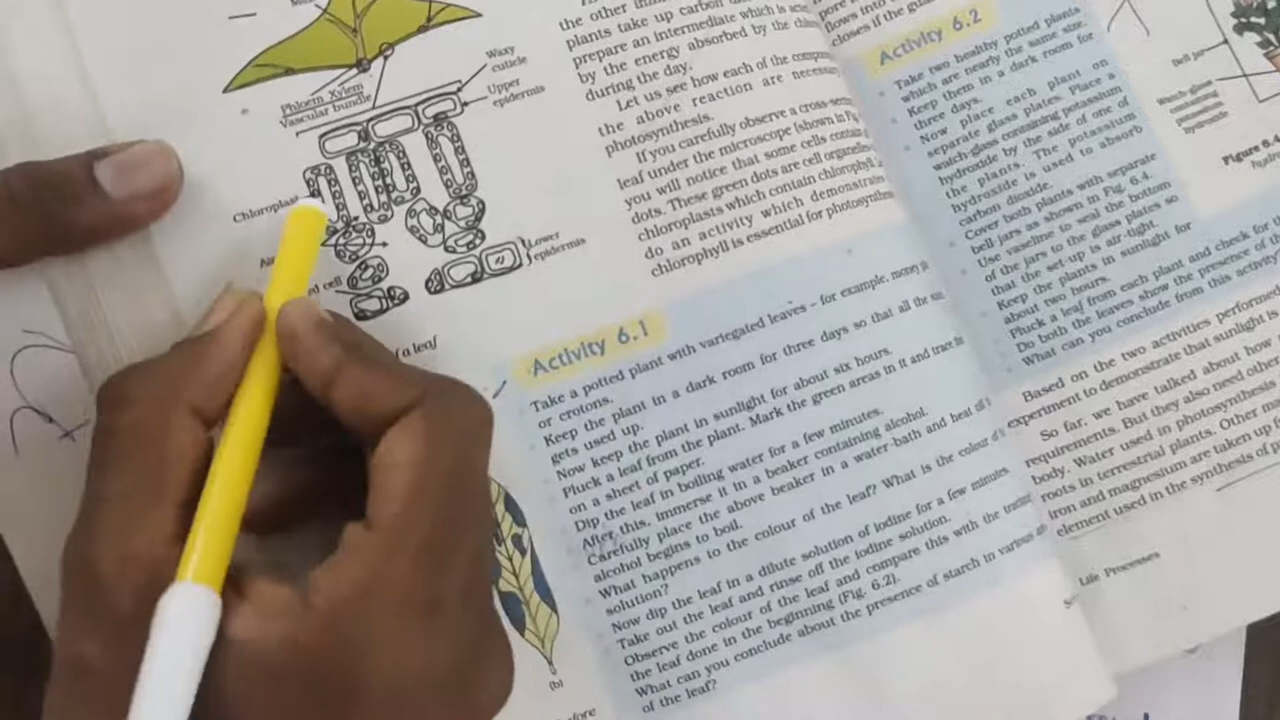 Waxy
cuticle
Upper
epidermis
Phloem Xylem
Vascular bundle
Chloroplast
cell
Lower
epidermis
of a leaf
(b)
the other
plants take up carbon
prepare an intermediate which is
by the energy absorbed by the
during the day.
Let us see how each of the
the above reaction are necessary
photosynthesis.
If you carefully observe a
leaf under the microscope (shown in
you will notice that some cells contain
dots. These green dots are cell organelles
chloroplasts which contain chlorophyll.
do an activity which demonstrates
chlorophyll is essential for photosynthesis
Activity 6.1
Take a potted plant with variegated leaves – for example, money
or crotons.
Keep the plant in a dark room for three days so that all the
gets used up.
Now keep the plant in sunlight for about six hours.
Pluck a leaf from the plant. Mark the green areas in it and trace
on a sheet of paper.
Dip the leaf in boiling water for a few minutes.
After this, immerse it in a beaker containing alcohol.
Carefully place the above beaker in a water-bath and heat
alcohol begins to boil.
What happens to the colour of the leaf? What is the colour of
solution?
Now dip the leaf in a dilute solution of iodine for a few minutes
Take out the leaf and rinse off the iodine solution.
Observe the colour of the leaf and compare this with the
the leaf done in the beginning (Fig. 6.2).
What can you conclude about the presence of starch in various
of the leaf?
flows into
closes if the
Activity 6.2
Take two healthy potted plants
which are nearly the same size.
Keep them in a dark room for
three days.
Now place each plant on
separate glass plates. Place a
watch-glass containing potassium
hydroxide by the side of one of
the plants. The potassium
hydroxide is used to absorb
carbon dioxide.
Cover both plants with separate
bell jars as shown in Fig. 6.4.
Use vaseline to seal the bottom
of the jars to the glass plates so
that the set-up is air-tight.
Keep the plants in sunlight for
about two hours.
Pluck a leaf from each plant and check for
Do both the leaves show the presence of
What can you conclude from this activity
Bell jar
Watch-glass
containing
potassium
hydroxide
Figure 6.4
Based on the two activities performed
experiment to demonstrate that sunlight is
So far, we have talked about how
requirements. But they also need other
body. Water used in photosynthesis
roots in terrestrial plants. Other
iron and magnesium are taken up
element used in the synthesis of
Life Processes